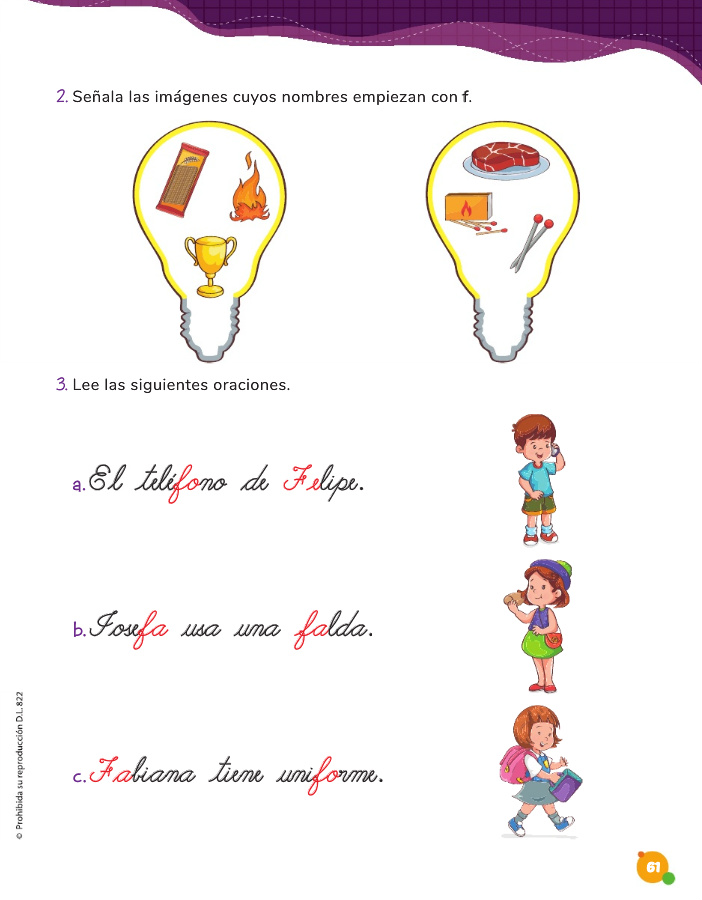 2. Señala las imágenes cuyos nombres empiezan con f.
3. Lee las siguientes oraciones.
a. El teléfono de Felipe.
b. Josefa usa una falda.
c. Fabiana tiene uniforme.
© Prohibida su reproducción D.L. 822
61